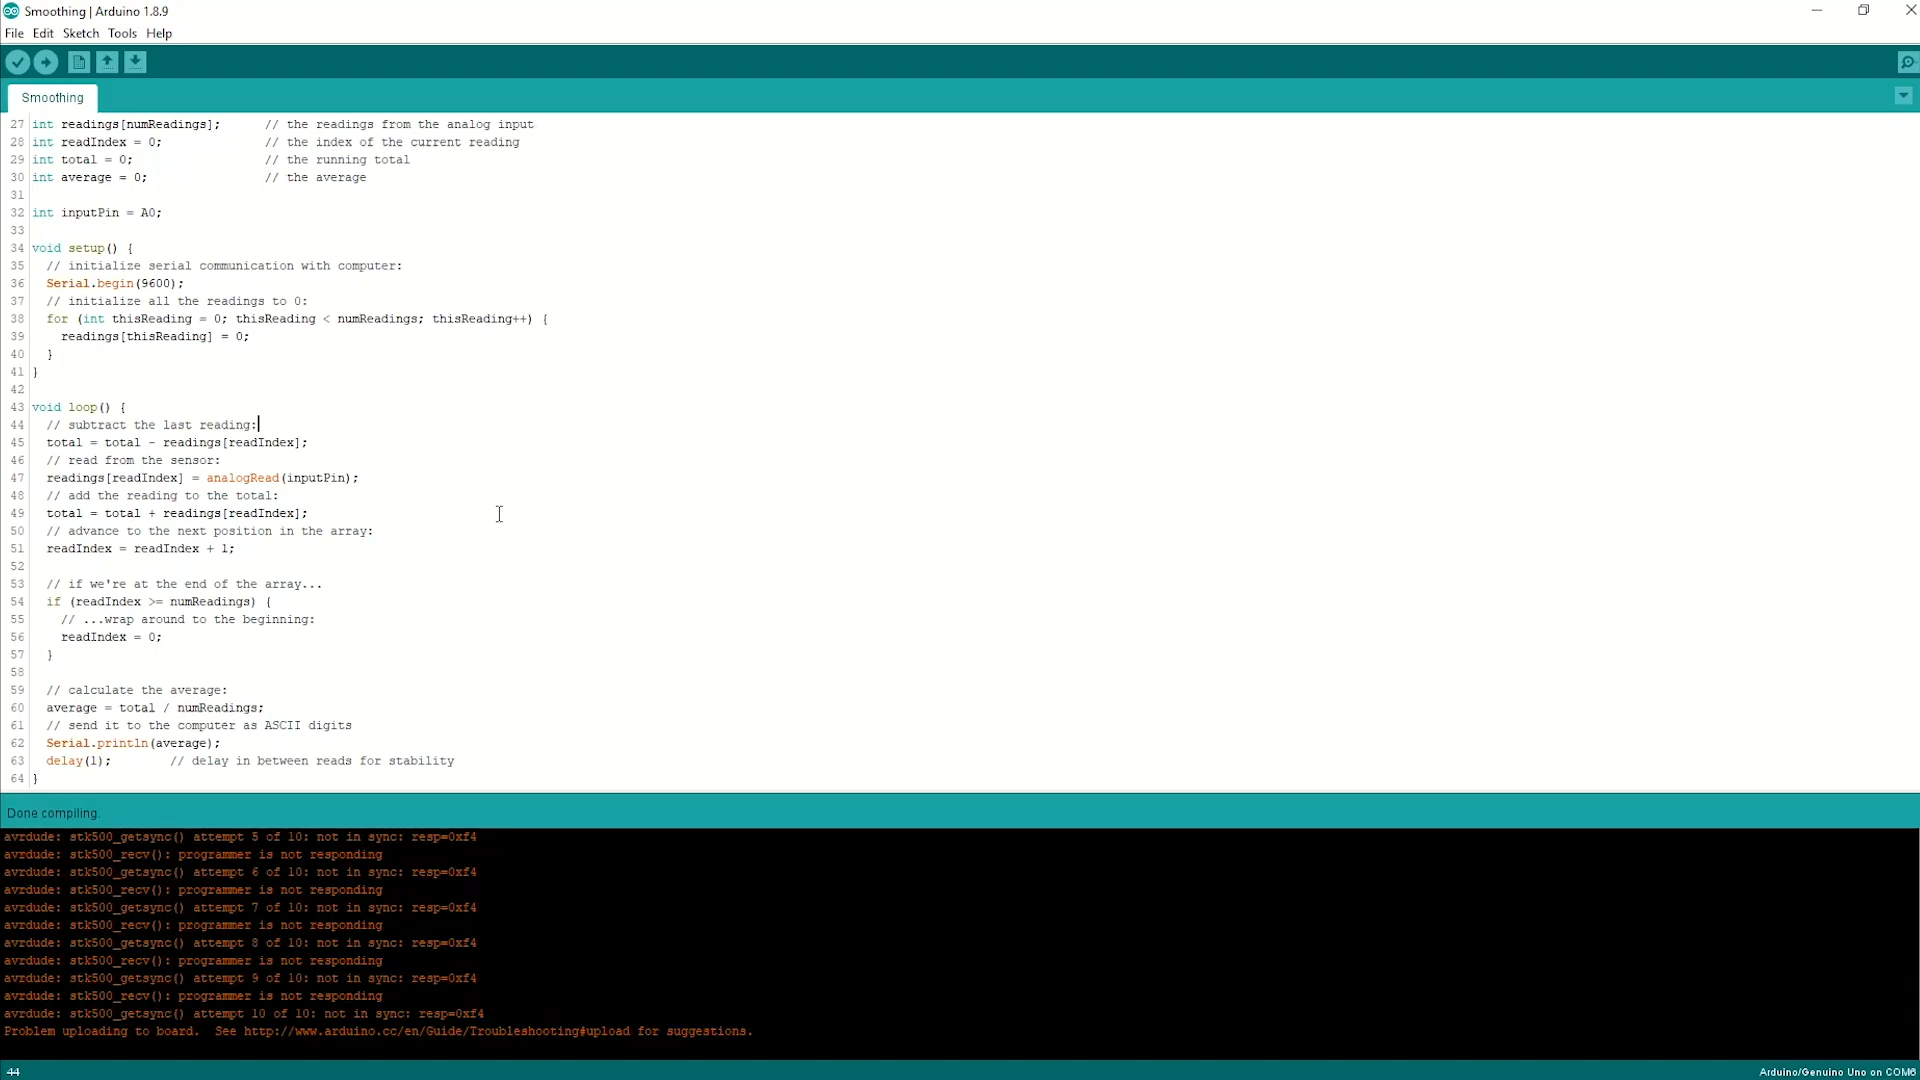 Smoothing | Arduino 1.8.9
File Edit Sketch Tools Help
Smoothing
27 int readings[numReadings];      // the readings from the analog input
28 int readIndex = 0;              // the index of the current reading
29 int total = 0;                  // the running total
30 int average = 0;                // the average
31
32 int inputPin = A0;
33
34 void setup() {
35   // initialize serial communication with computer:
36   Serial.begin(9600);
37   // initialize all the readings to 0:
38   for (int thisReading = 0; thisReading < numReadings; thisReading++) {
39     readings[thisReading] = 0;
40   }
41 }
42
43 void loop() {
44   // subtract the last reading:
45   total = total - readings[readIndex];
46   // read from the sensor:
47   readings[readIndex] = analogRead(inputPin);
48   // add the reading to the total:
49   total = total + readings[readIndex];
50   // advance to the next position in the array:
51   readIndex = readIndex + 1;
52
53   // if we're at the end of the array...
54   if (readIndex >= numReadings) {
55     // ...wrap around to the beginning:
56     readIndex = 0;
57   }
58
59   // calculate the average:
60   average = total / numReadings;
61   // send it to the computer as ASCII digits
62   Serial.println(average);
63   delay(1);        // delay in between reads for stability
64 }
Done compiling.
avrdude: stk500_getsync() attempt 5 of 10: not in sync: resp=0xf4
avrdude: stk500_recv(): programmer is not responding
avrdude: stk500_getsync() attempt 6 of 10: not in sync: resp=0xf4
avrdude: stk500_recv(): programmer is not responding
avrdude: stk500_getsync() attempt 7 of 10: not in sync: resp=0xf4
avrdude: stk500_recv(): programmer is not responding
avrdude: stk500_getsync() attempt 8 of 10: not in sync: resp=0xf4
avrdude: stk500_recv(): programmer is not responding
avrdude: stk500_getsync() attempt 9 of 10: not in sync: resp=0xf4
avrdude: stk500_recv(): programmer is not responding
avrdude: stk500_getsync() attempt 10 of 10: not in sync: resp=0xf4
Problem uploading to board.  See http://www.arduino.cc/en/Guide/Troubleshooting#upload for suggestions.
44 Arduino/Genuino Uno on COM6